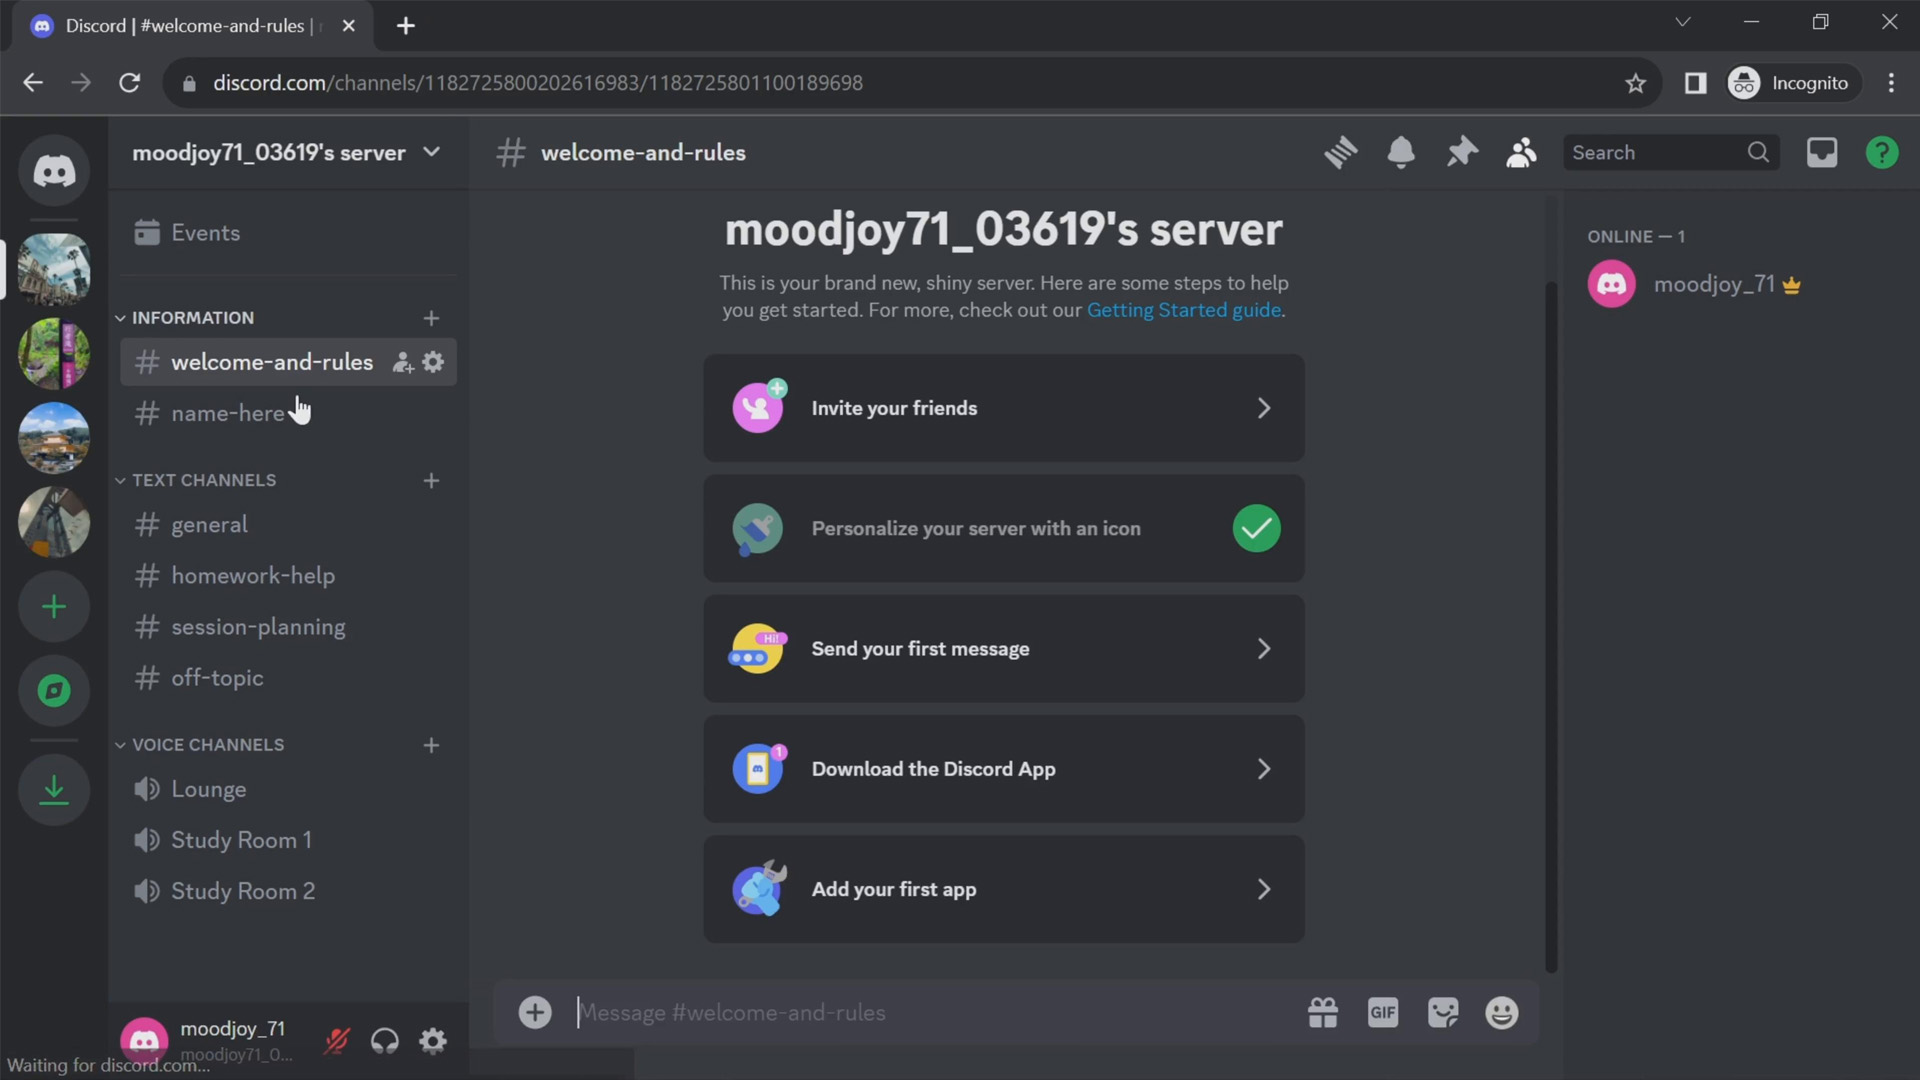 Discord | #welcome-and-rules |
discord.com/channels/1182725800202616983/1182725801100189698
Incognito
moodjoy71_03619's server
welcome-and-rules
Search
Events
INFORMATION
welcome-and-rules
name-here
TEXT CHANNELS
general
homework-help
session-planning
off-topic
VOICE CHANNELS
Lounge
Study Room 1
Study Room 2
moodjoy_71
moodjoy71_0...
Waiting for discord.com...
moodjoy71_03619's server
This is your brand new, shiny server. Here are some steps to help
you get started. For more, check out our Getting Started guide.
Invite your friends
Personalize your server with an icon
Hi!
Send your first message
1
Download the Discord App
Add your first app
Message #welcome-and-rules
GIF
ONLINE — 1
moodjoy_71